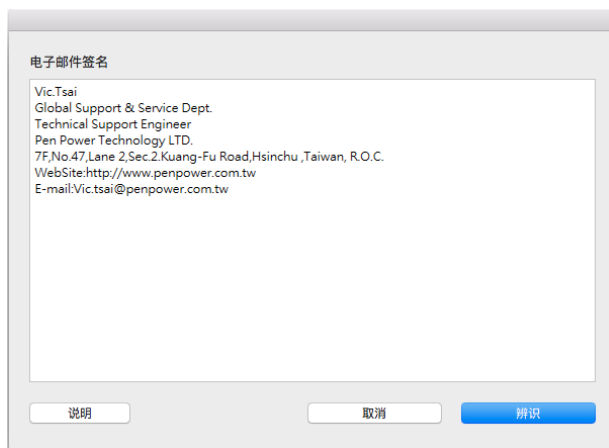 电子邮件签名
Vic.Tsai
Global Support & Service Dept.
Technical Support Engineer
Pen Power Technology LTD.
7F,No.47,Lane 2,Sec.2.Kuang-Fu Road,Hsinchu ,Taiwan, R.O.C.
WebSite:http://www.penpower.com.tw
E-mail:Vic.tsai@penpower.com.tw
说明 取消 辨识